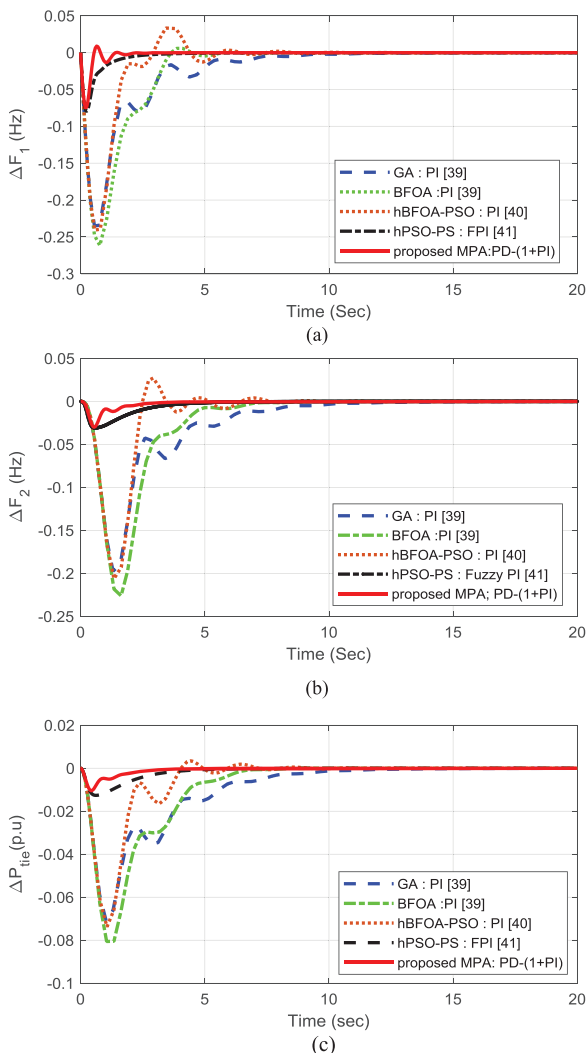 0.05
0
-0.05
-0.1
-0.15
-0.2
-0.25
-0.3
ΔF1 (Hz)
GA : PI [39]
BFOA :PI [39]
hBFOA-PSO : PI [40]
hPSO-PS : FPI [41]
proposed MPA:PD-(1+PI)
0 5 10 15 20
Time (Sec)
(a)
0.05
0
-0.05
-0.1
-0.15
-0.2
-0.25
ΔF2 (Hz)
GA : PI [39]
BFOA :PI [39]
hBFOA-PSO : PI [40]
hPSO-PS : Fuzzy PI [41]
proposed MPA; PD-(1+PI)
0 5 10 15 20
Time (Sec)
(b)
0.02
0
-0.02
-0.04
-0.06
-0.08
-0.1
ΔPtie(p.u)
GA : PI [39]
BFOA :PI [39]
hBFOA-PSO : PI [40]
hPSO-PS : FPI [41]
proposed MPA: PD-(1+PI)
0 5 10 15 20
Time (sec)
(c)